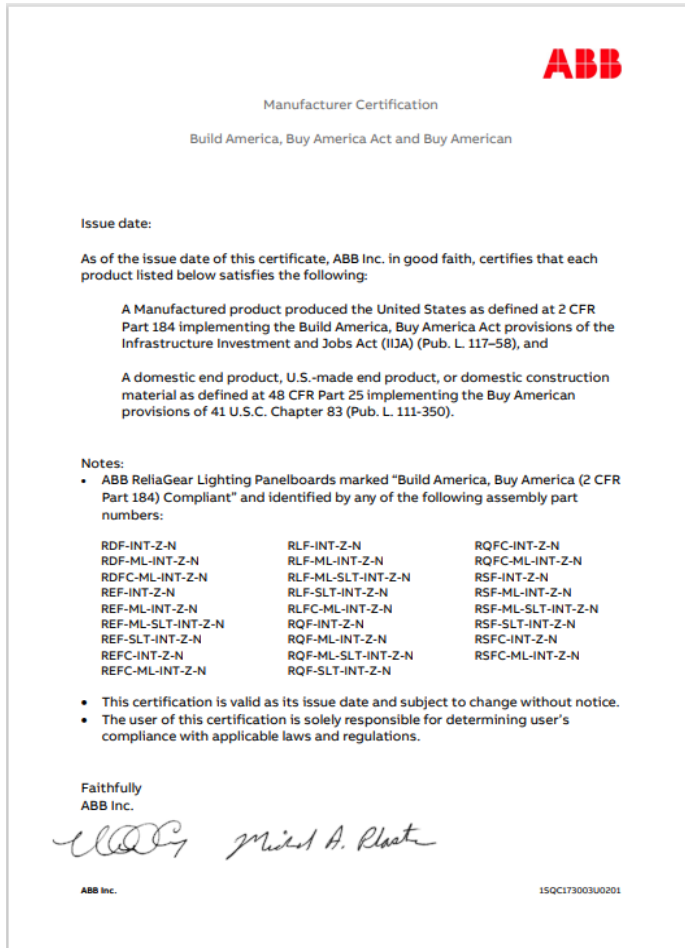 ABB
Manufacturer Certification
Build America, Buy America Act and Buy American
Issue date:
As of the issue date of this certificate, ABB Inc. in good faith, certifies that each
product listed below satisfies the following:
A Manufactured product produced the United States as defined at 2 CFR
Part 184 implementing the Build America, Buy America Act provisions of the
Infrastructure Investment and Jobs Act (IIJA) (Pub. L. 117–58), and
A domestic end product, U.S.-made end product, or domestic construction
material as defined at 48 CFR Part 25 implementing the Buy American
provisions of 41 U.S.C. Chapter 83 (Pub. L. 111-350).
Notes:
• ABB ReliaGear Lighting Panelboards marked “Build America, Buy America (2 CFR
Part 184) Compliant” and identified by any of the following assembly part
numbers:
RDF-INT-Z-N RLF-INT-Z-N RQFC-INT-Z-N
RDF-ML-INT-Z-N RLF-ML-INT-Z-N RQFC-ML-INT-Z-N
RDFC-ML-INT-Z-N RLF-ML-SLT-INT-Z-N RSF-INT-Z-N
REF-INT-Z-N RLF-SLT-INT-Z-N RSF-ML-INT-Z-N
REF-ML-INT-Z-N RLFC-ML-INT-Z-N RSF-ML-SLT-INT-Z-N
REF-ML-SLT-INT-Z-N RQF-INT-Z-N RSF-SLT-INT-Z-N
REF-SLT-INT-Z-N RQF-ML-INT-Z-N RSFC-INT-Z-N
REFC-INT-Z-N RQF-ML-SLT-INT-Z-N RSFC-ML-INT-Z-N
REFC-ML-INT-Z-N RQF-SLT-INT-Z-N
• This certification is valid as its issue date and subject to change without notice.
• The user of this certification is solely responsible for determining user’s
compliance with applicable laws and regulations.
Faithfully
ABB Inc.
ABB Inc. 1SQC173003U0201